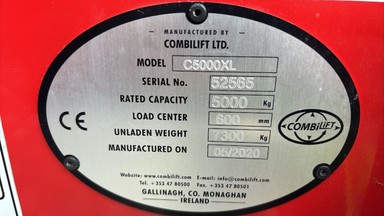 MANUFACTURED BY
COMBILIFT LTD.
MODEL C5000XL
SERIAL No. 52565
RATED CAPACITY 5000 Kg
LOAD CENTER 600 mm
UNLADEN WEIGHT 7300 Kg
MANUFACTURED ON 05/2020
CE
COMBiLiFT
Website: www.combilift.com E-mail: info@combilift.com
Tel. + 353 47 80500 Fax. + 353 47 80501
GALLINAGH, CO. MONAGHAN
IRELAND